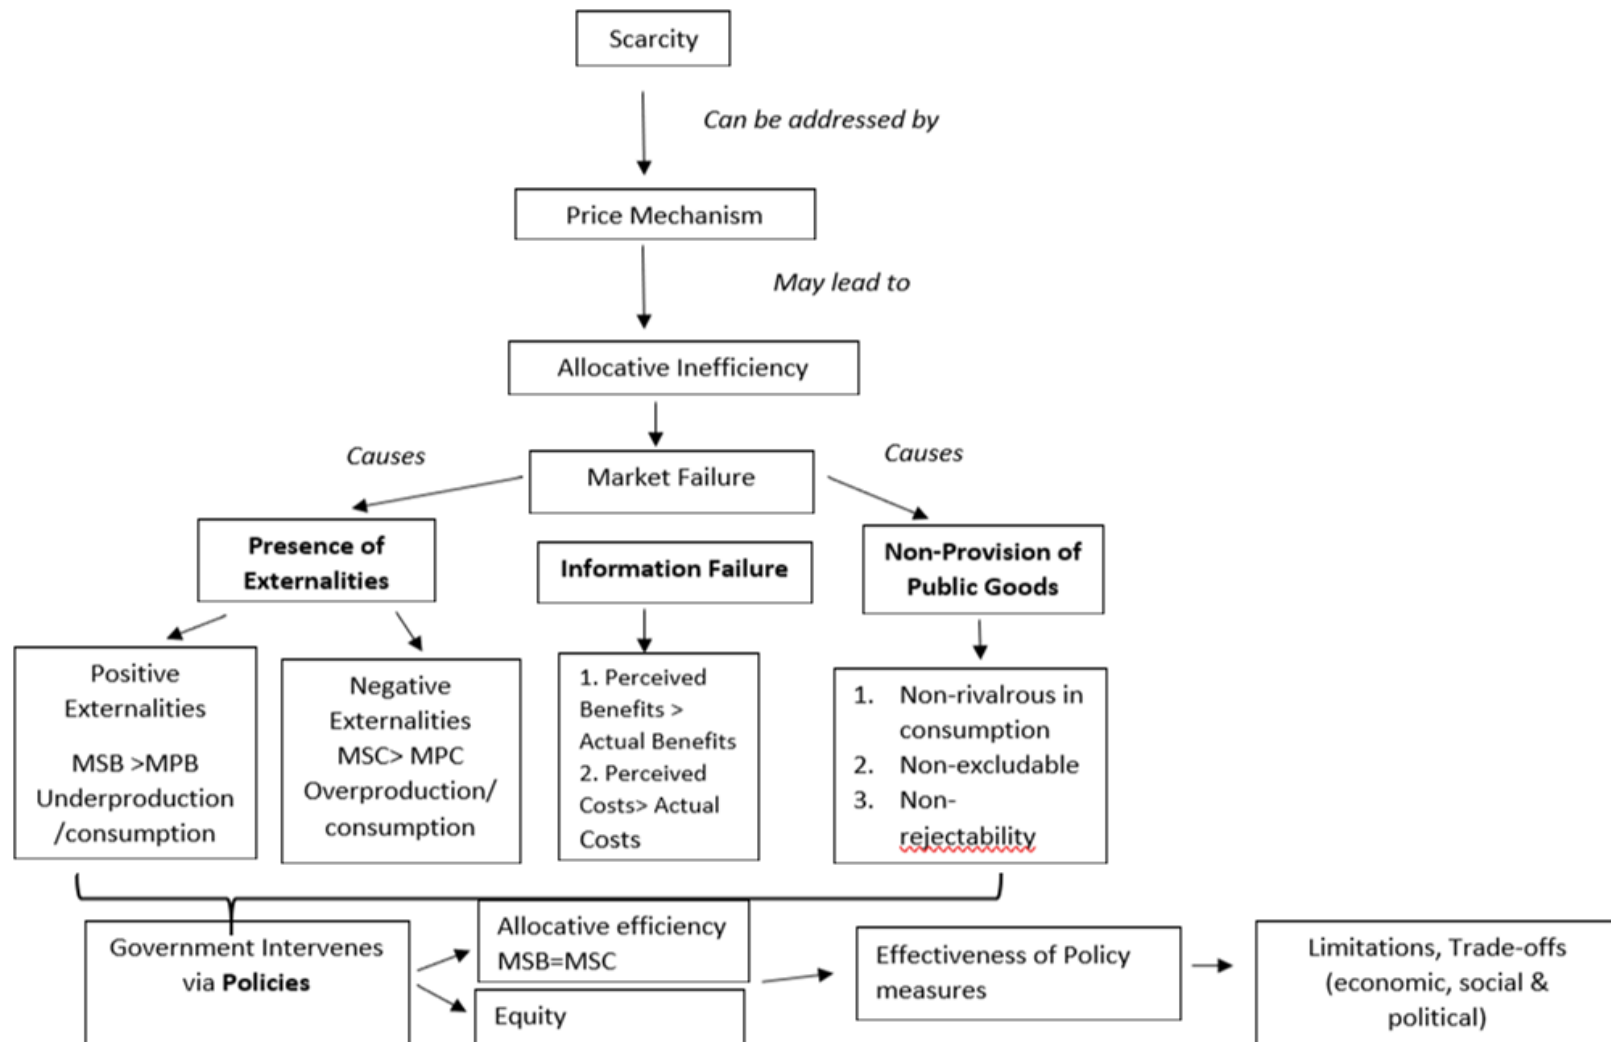 Scarcity
Can be addressed by
Price Mechanism
May lead to
Allocative Inefficiency
Causes
Market Failure
Causes
Presence of
Externalities
Information Failure
Non-Provision of
Public Goods
Positive
Externalities
MSB >MPB
Underproduction
/consumption
Negative
Externalities
MSC> MPC
Overproduction/
consumption
1. Perceived
Benefits >
Actual Benefits
2. Perceived
Costs> Actual
Costs
1. Non-rivalrous in
consumption
2. Non-excludable
3. Non-
rejectability
Government Intervenes
via Policies
Allocative efficiency
MSB=MSC
Equity
Effectiveness of Policy
measures
Limitations, Trade-offs
(economic, social &
political)